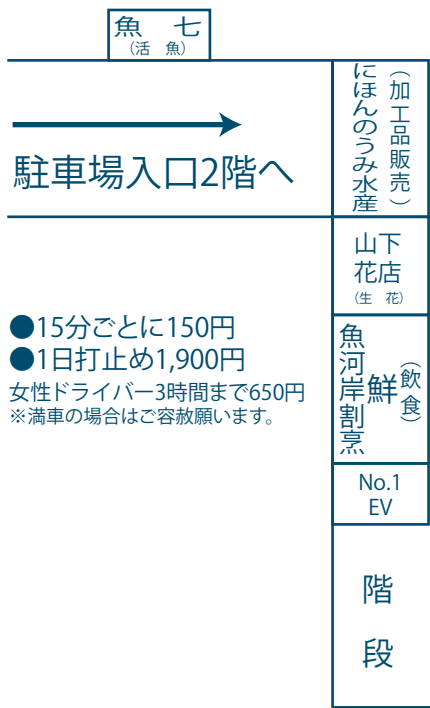 魚 七
(活 魚)
駐車場入口2階へ
●15分ごとに150円
●1日打止め1,900円
女性ドライバー3時間まで650円
※満車の場合はご容赦願います。
(加工品販売)
にほんのうみ水産
山下
花店
(生 花)
(飲食)
鮮
魚河岸割烹
No.1
EV
階
段